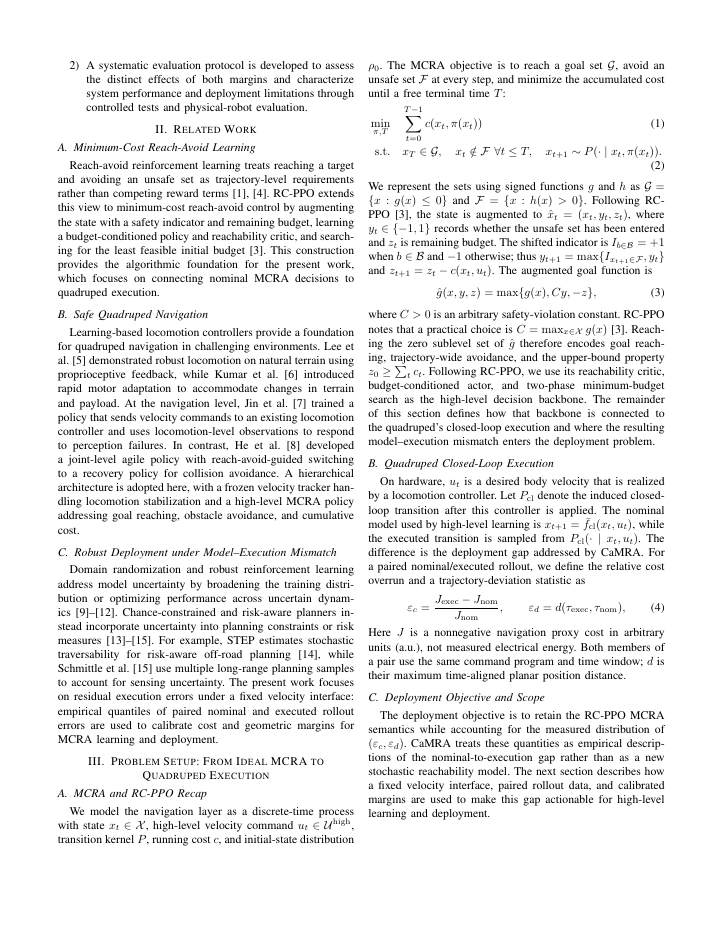 2) A systematic evaluation protocol is developed to assess
the distinct effects of both margins and characterize
system performance and deployment limitations through
controlled tests and physical-robot evaluation.
II. RELATED WORK
A. Minimum-Cost Reach-Avoid Learning
Reach-avoid reinforcement learning treats reaching a target
and avoiding an unsafe set as trajectory-level requirements
rather than competing reward terms [1], [4]. RC-PPO extends
this view to minimum-cost reach-avoid control by augmenting
the state with a safety indicator and remaining budget, learning
a budget-conditioned policy and reachability critic, and search-
ing for the least feasible initial budget [3]. This construction
provides the algorithmic foundation for the present work,
which focuses on connecting nominal MCRA decisions to
quadruped execution.
B. Safe Quadruped Navigation
Learning-based locomotion controllers provide a foundation
for quadruped navigation in challenging environments. Lee et
al. [5] demonstrated robust locomotion on natural terrain using
proprioceptive feedback, while Kumar et al. [6] introduced
rapid motor adaptation to accommodate changes in terrain
and payload. At the navigation level, Jin et al. [7] trained a
policy that sends velocity commands to an existing locomotion
controller and uses locomotion-level observations to respond
to perception failures. In contrast, He et al. [8] developed
a joint-level agile policy with reach-avoid-guided switching
to a recovery policy for collision avoidance. A hierarchical
architecture is adopted here, with a frozen velocity tracker han-
dling locomotion stabilization and a high-level MCRA policy
addressing goal reaching, obstacle avoidance, and cumulative
cost.
C. Robust Deployment under Model–Execution Mismatch
Domain randomization and robust reinforcement learning
address model uncertainty by broadening the training distri-
bution or optimizing performance across uncertain dynam-
ics [9]–[12]. Chance-constrained and risk-aware planners in-
stead incorporate uncertainty into planning constraints or risk
measures [13]–[15]. For example, STEP estimates stochastic
traversability for risk-aware off-road planning [14], while
Schmittle et al. [15] use multiple long-range planning samples
to account for sensing uncertainty. The present work focuses
on residual execution errors under a fixed velocity interface:
empirical quantiles of paired nominal and executed rollout
errors are used to calibrate cost and geometric margins for
MCRA learning and deployment.
III. PROBLEM SETUP: FROM IDEAL MCRA TO
QUADRUPED EXECUTION
A. MCRA and RC-PPO Recap
We model the navigation layer as a discrete-time process
with state x_t ∈ 𝒳, high-level velocity command u_t ∈ 𝒰^high,
transition kernel P, running cost c, and initial-state distribution
ρ_0. The MCRA objective is to reach a goal set 𝒢, avoid an
unsafe set ℱ at every step, and minimize the accumulated cost
until a free terminal time T:
min_{π,T} ∑_{t=0}^{T−1} c(x_t, π(x_t)) (1)
s.t. x_T ∈ 𝒢, x_t ∉ ℱ ∀t ≤ T, x_{t+1} ∼ P(· | x_t, π(x_t)).
(2)
We represent the sets using signed functions g and h as 𝒢 =
{x : g(x) ≤ 0} and ℱ = {x : h(x) > 0}. Following RC-
PPO [3], the state is augmented to x̂_t = (x_t, y_t, z_t), where
y_t ∈ {−1, 1} records whether the unsafe set has been entered
and z_t is remaining budget. The shifted indicator is I_{b∈ℬ} = +1
when b ∈ ℬ and −1 otherwise; thus y_{t+1} = max{I_{x_{t+1}∈ℱ}, y_t}
and z_{t+1} = z_t − c(x_t, u_t). The augmented goal function is
ĝ(x, y, z) = max{g(x), Cy, −z}, (3)
where C > 0 is an arbitrary safety-violation constant. RC-PPO
notes that a practical choice is C = max_{x∈𝒳} g(x) [3]. Reach-
ing the zero sublevel set of ĝ therefore encodes goal reach-
ing, trajectory-wide avoidance, and the upper-bound property
z_0 ≥ ∑_t c_t. Following RC-PPO, we use its reachability critic,
budget-conditioned actor, and two-phase minimum-budget
search as the high-level decision backbone. The remainder
of this section defines how that backbone is connected to
the quadruped's closed-loop execution and where the resulting
model–execution mismatch enters the deployment problem.
B. Quadruped Closed-Loop Execution
On hardware, u_t is a desired body velocity that is realized
by a locomotion controller. Let P_cl denote the induced closed-
loop transition after this controller is applied. The nominal
model used by high-level learning is x_{t+1} = f̄_cl(x_t, u_t), while
the executed transition is sampled from P_cl(· | x_t, u_t). The
difference is the deployment gap addressed by CaMRA. For
a paired nominal/executed rollout, we define the relative cost
overrun and a trajectory-deviation statistic as
ε_c = (J_exec − J_nom) / J_nom, ε_d = d(τ_exec, τ_nom), (4)
Here J is a nonnegative navigation proxy cost in arbitrary
units (a.u.), not measured electrical energy. Both members of
a pair use the same command program and time window; d is
their maximum time-aligned planar position distance.
C. Deployment Objective and Scope
The deployment objective is to retain the RC-PPO MCRA
semantics while accounting for the measured distribution of
(ε_c, ε_d). CaMRA treats these quantities as empirical descrip-
tions of the nominal-to-execution gap rather than as a new
stochastic reachability model. The next section describes how
a fixed velocity interface, paired rollout data, and calibrated
margins are used to make this gap actionable for high-level
learning and deployment.